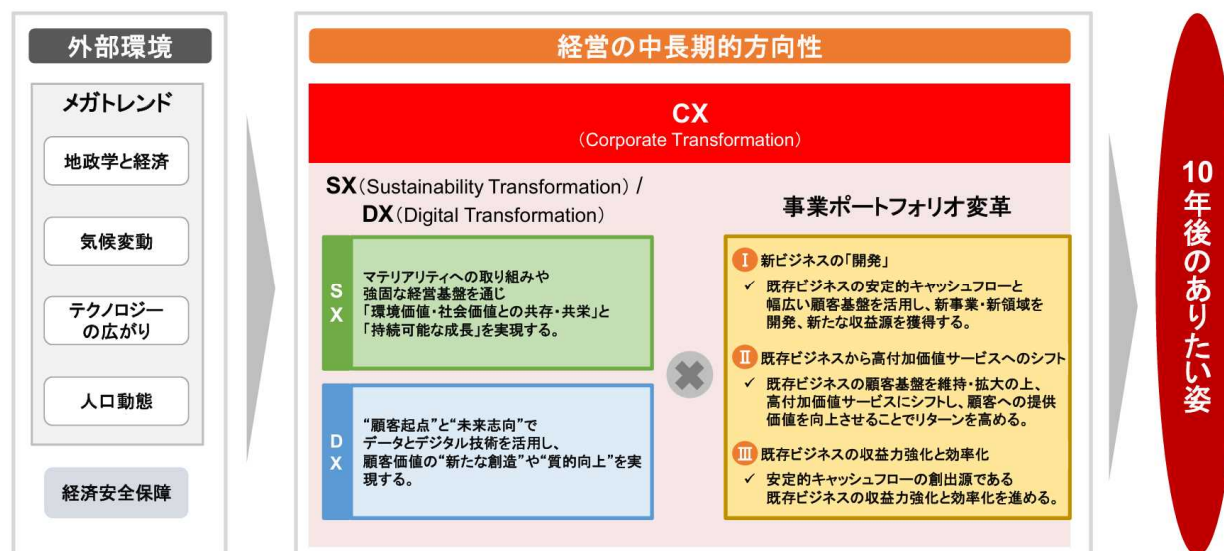 外部環境
メガトレンド
地政学と経済
気候変動
テクノロジー
の広がり
人口動態
経済安全保障
経営の中長期的方向性
CX
（Corporate Transformation）
SX（Sustainability Transformation） /
DX（Digital Transformation）
S
X
マテリアリティへの取り組みや
強固な経営基盤を通じ
「環境価値・社会価値との共存・共栄」と
「持続可能な成長」を実現する。
D
X
“顧客起点”と“未来志向”で
データとデジタル技術を活用し、
顧客価値の“新たな創造”や“質的向上”を実
現する。
事業ポートフォリオ変革
Ⅰ 新ビジネスの「開発」
✓ 既存ビジネスの安定的キャッシュフローと
幅広い顧客基盤を活用し、新事業・新領域を
開発、新たな収益源を獲得する。
Ⅱ 既存ビジネスから高付加価値サービスへのシフト
✓ 既存ビジネスの顧客基盤を維持・拡大の上、
高付加価値サービスにシフトし、顧客への提供
価値を向上させることでリターンを高める。
Ⅲ 既存ビジネスの収益力強化と効率化
✓ 安定的キャッシュフローの創出源である
既存ビジネスの収益力強化と効率化を進める。
10年後のありたい姿